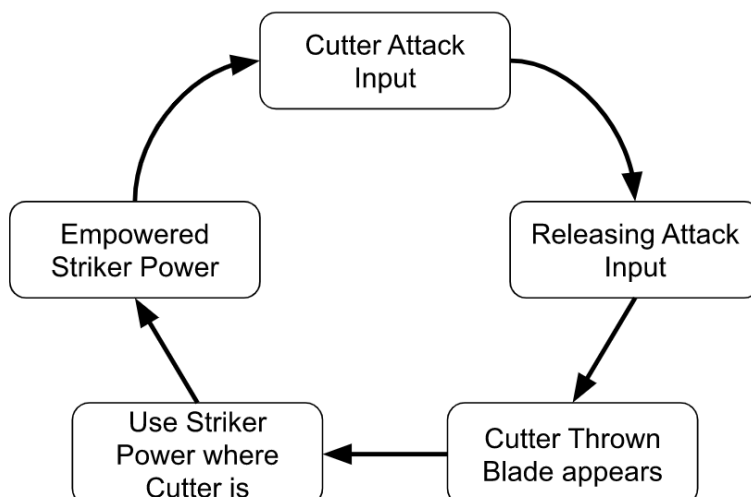 Cutter Attack
Input
Releasing Attack
Input
Cutter Thrown
Blade appears
Use Striker
Power where
Cutter is
Empowered
Striker Power